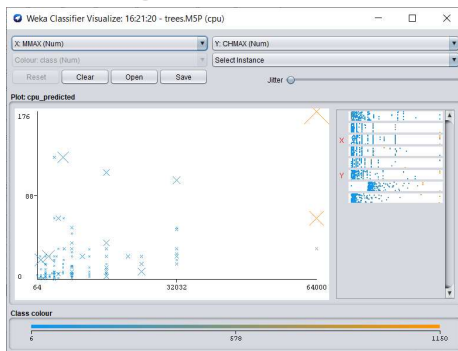 Weka Classifier Visualize: 16:21:20 - trees.M5P (cpu)
X: MMAX (Num)
Y: CHMAX (Num)
Colour: class (Num)
Select Instance
Reset
Clear
Open
Save
Jitter
Plot: cpu_predicted
176
88
0
64
32032
64000
X
Y
Class colour
6
578
1150